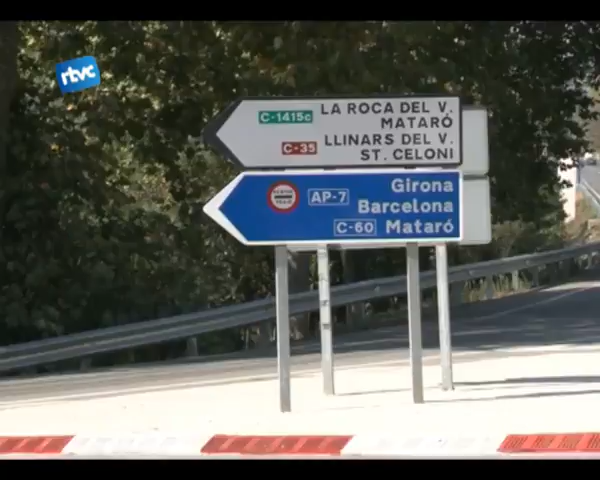 rtvc
C-1415c LA ROCA DEL V.
MATARÓ
C-35 LLINARS DEL V.
ST. CELONI
Girona
AP-7 Barcelona
C-60 Mataró